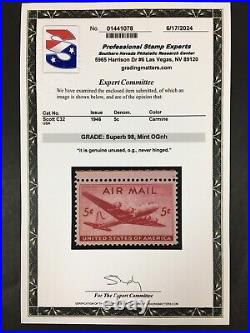 No. 01441076 6/17/2024
Professional Stamp Experts
Southern Nevada Philatelic Research Center
5965 Harrison Dr #6 Las Vegas, NV 89120
gradingmatters.com
Expert Committee
We have examined the enclosed item submitted, of which an
image is shown below, and are of the opinion that
Cat.No. Issue Denom: Color
Scott C32 1946 5c Carmine
USA
GRADE: Superb 98, Mint OGnh
"it is genuine unused, o.g., never hinged."
AIR MAIL
5¢ 5¢
UNITED STATES OF AMERICA
For The Expert Committee